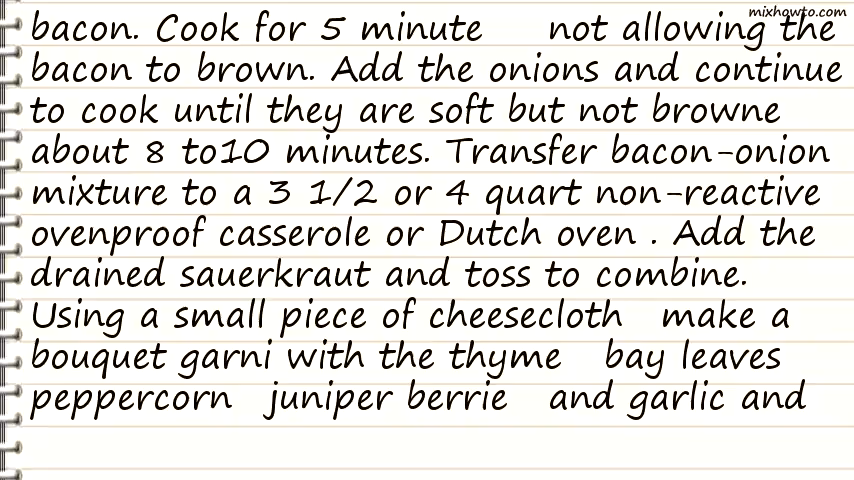 mixhowto.com
bacon. Cook for 5 minute not allowing the
bacon to brown. Add the onions and continue
to cook until they are soft but not browne
about 8 to10 minutes. Transfer bacon-onion
mixture to a 3 1/2 or 4 quart non-reactive
ovenproof casserole or Dutch oven . Add the
drained sauerkraut and toss to combine.
Using a small piece of cheesecloth make a
bouquet garni with the thyme bay leaves
peppercorn juniper berrie and garlic and